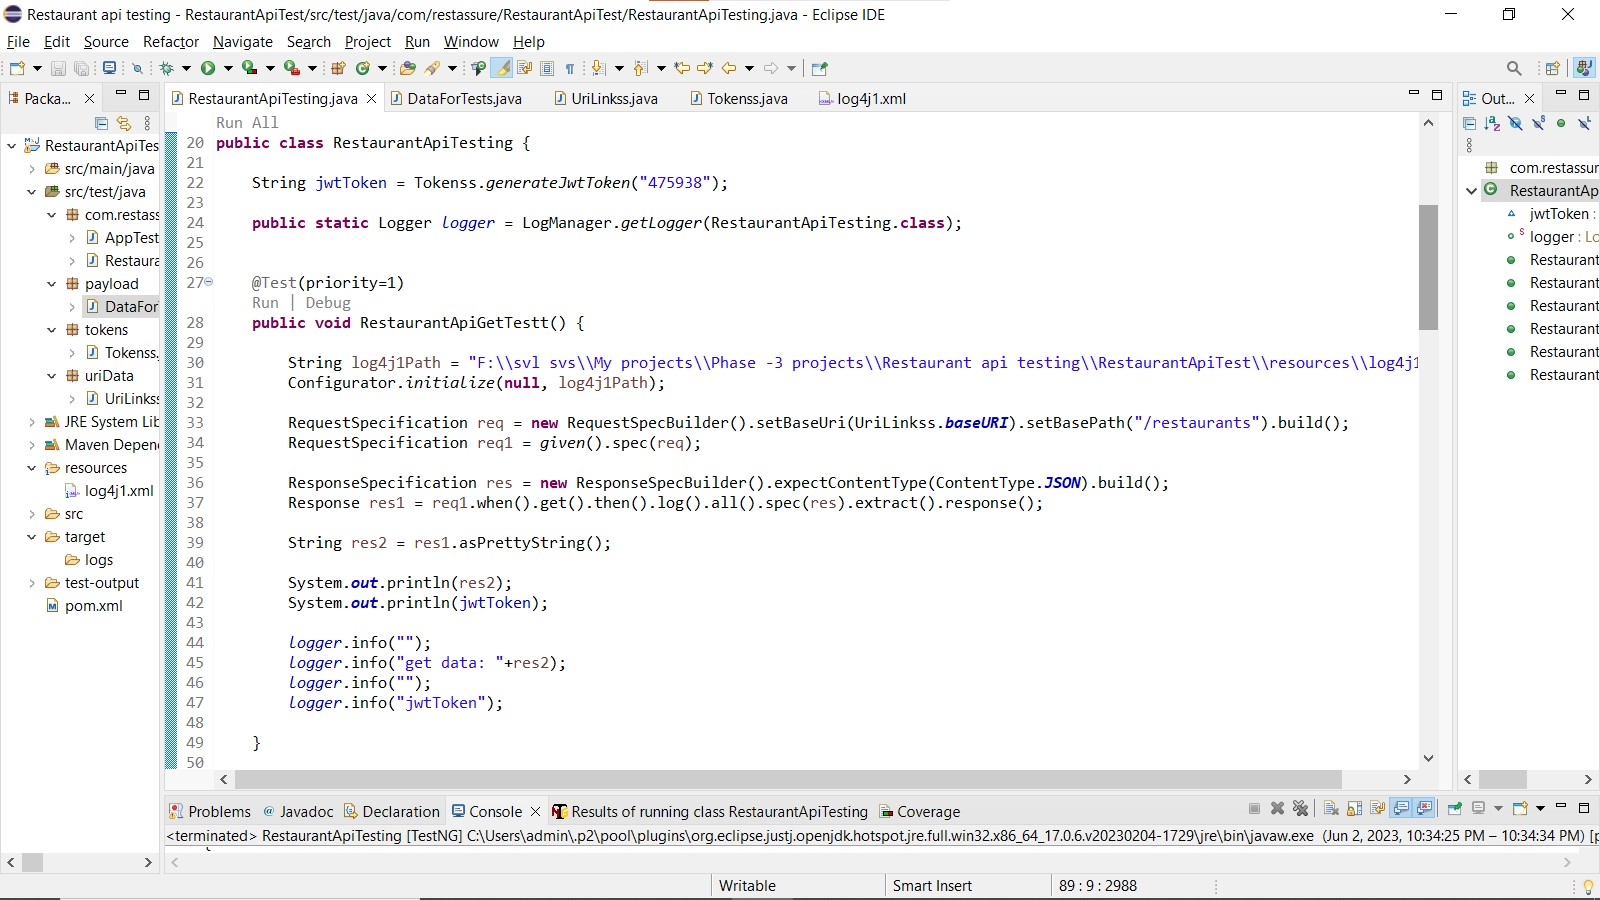 Restaurant api testing - RestaurantApiTest/src/test/java/com/restassure/RestaurantApiTest/RestaurantApiTesting.java - Eclipse IDE
File Edit Source Refactor Navigate Search Project Run Window Help
Packa...
RestaurantApiTes
src/main/java
src/test/java
com.restass
AppTest
Restaura
payload
DataFor
tokens
Tokenss.
uriData
UriLinkss
JRE System Lib
Maven Depen
resources
log4j1.xml
src
target
logs
test-output
pom.xml
RestaurantApiTesting.java DataForTests.java UriLinkss.java Tokenss.java log4j1.xml
Run All
20 public class RestaurantApiTesting {
21
22 String jwtToken = Tokenss.generateJwtToken("475938");
23
24 public static Logger logger = LogManager.getLogger(RestaurantApiTesting.class);
25
26
27 @Test(priority=1)
Run | Debug
28 public void RestaurantApiGetTestt() {
29
30 String log4j1Path = "F:\\svl svs\\My projects\\Phase -3 projects\\Restaurant api testing\\RestaurantApiTest\\resources\\log4j1
31 Configurator.initialize(null, log4j1Path);
32
33 RequestSpecification req = new RequestSpecBuilder().setBaseUri(UriLinkss.baseURI).setBasePath("/restaurants").build();
34 RequestSpecification req1 = given().spec(req);
35
36 ResponseSpecification res = new ResponseSpecBuilder().expectContentType(ContentType.JSON).build();
37 Response res1 = req1.when().get().then().log().all().spec(res).extract().response();
38
39 String res2 = res1.asPrettyString();
40
41 System.out.println(res2);
42 System.out.println(jwtToken);
43
44 logger.info("");
45 logger.info("get data: "+res2);
46 logger.info("");
47 logger.info("jwtToken");
48
49 }
50
Out...
com.restassur
RestaurantAp
jwtToken :
logger : Lo
Restaurant
Restaurant
Restaurant
Restaurant
Restaurant
Restaurant
Problems Javadoc Declaration Console Results of running class RestaurantApiTesting Coverage
<terminated> RestaurantApiTesting [TestNG] C:\Users\admin\.p2\pool\plugins\org.eclipse.justj.openjdk.hotspot.jre.full.win32.x86_64_17.0.6.v20230204-1729\jre\bin\javaw.exe (Jun 2, 2023, 10:34:25 PM – 10:34:34 PM) [p
Writable Smart Insert 89 : 9 : 2988